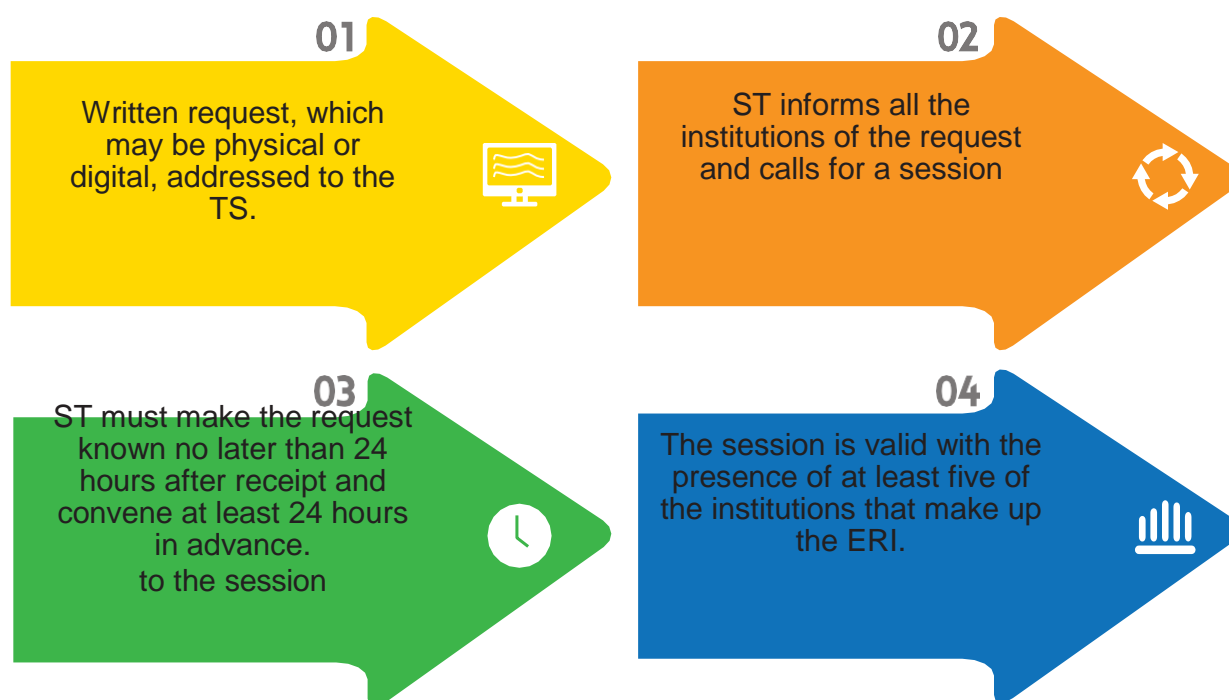 01
Written request, which
may be physical or
digital, addressed to the
TS.
02
ST informs all the
institutions of the request
and calls for a session
03
ST must make the request
known no later than 24
hours after receipt and
convene at least 24 hours
in advance.
to the session
04
The session is valid with the
presence of at least five of
the institutions that make up
the ERI.